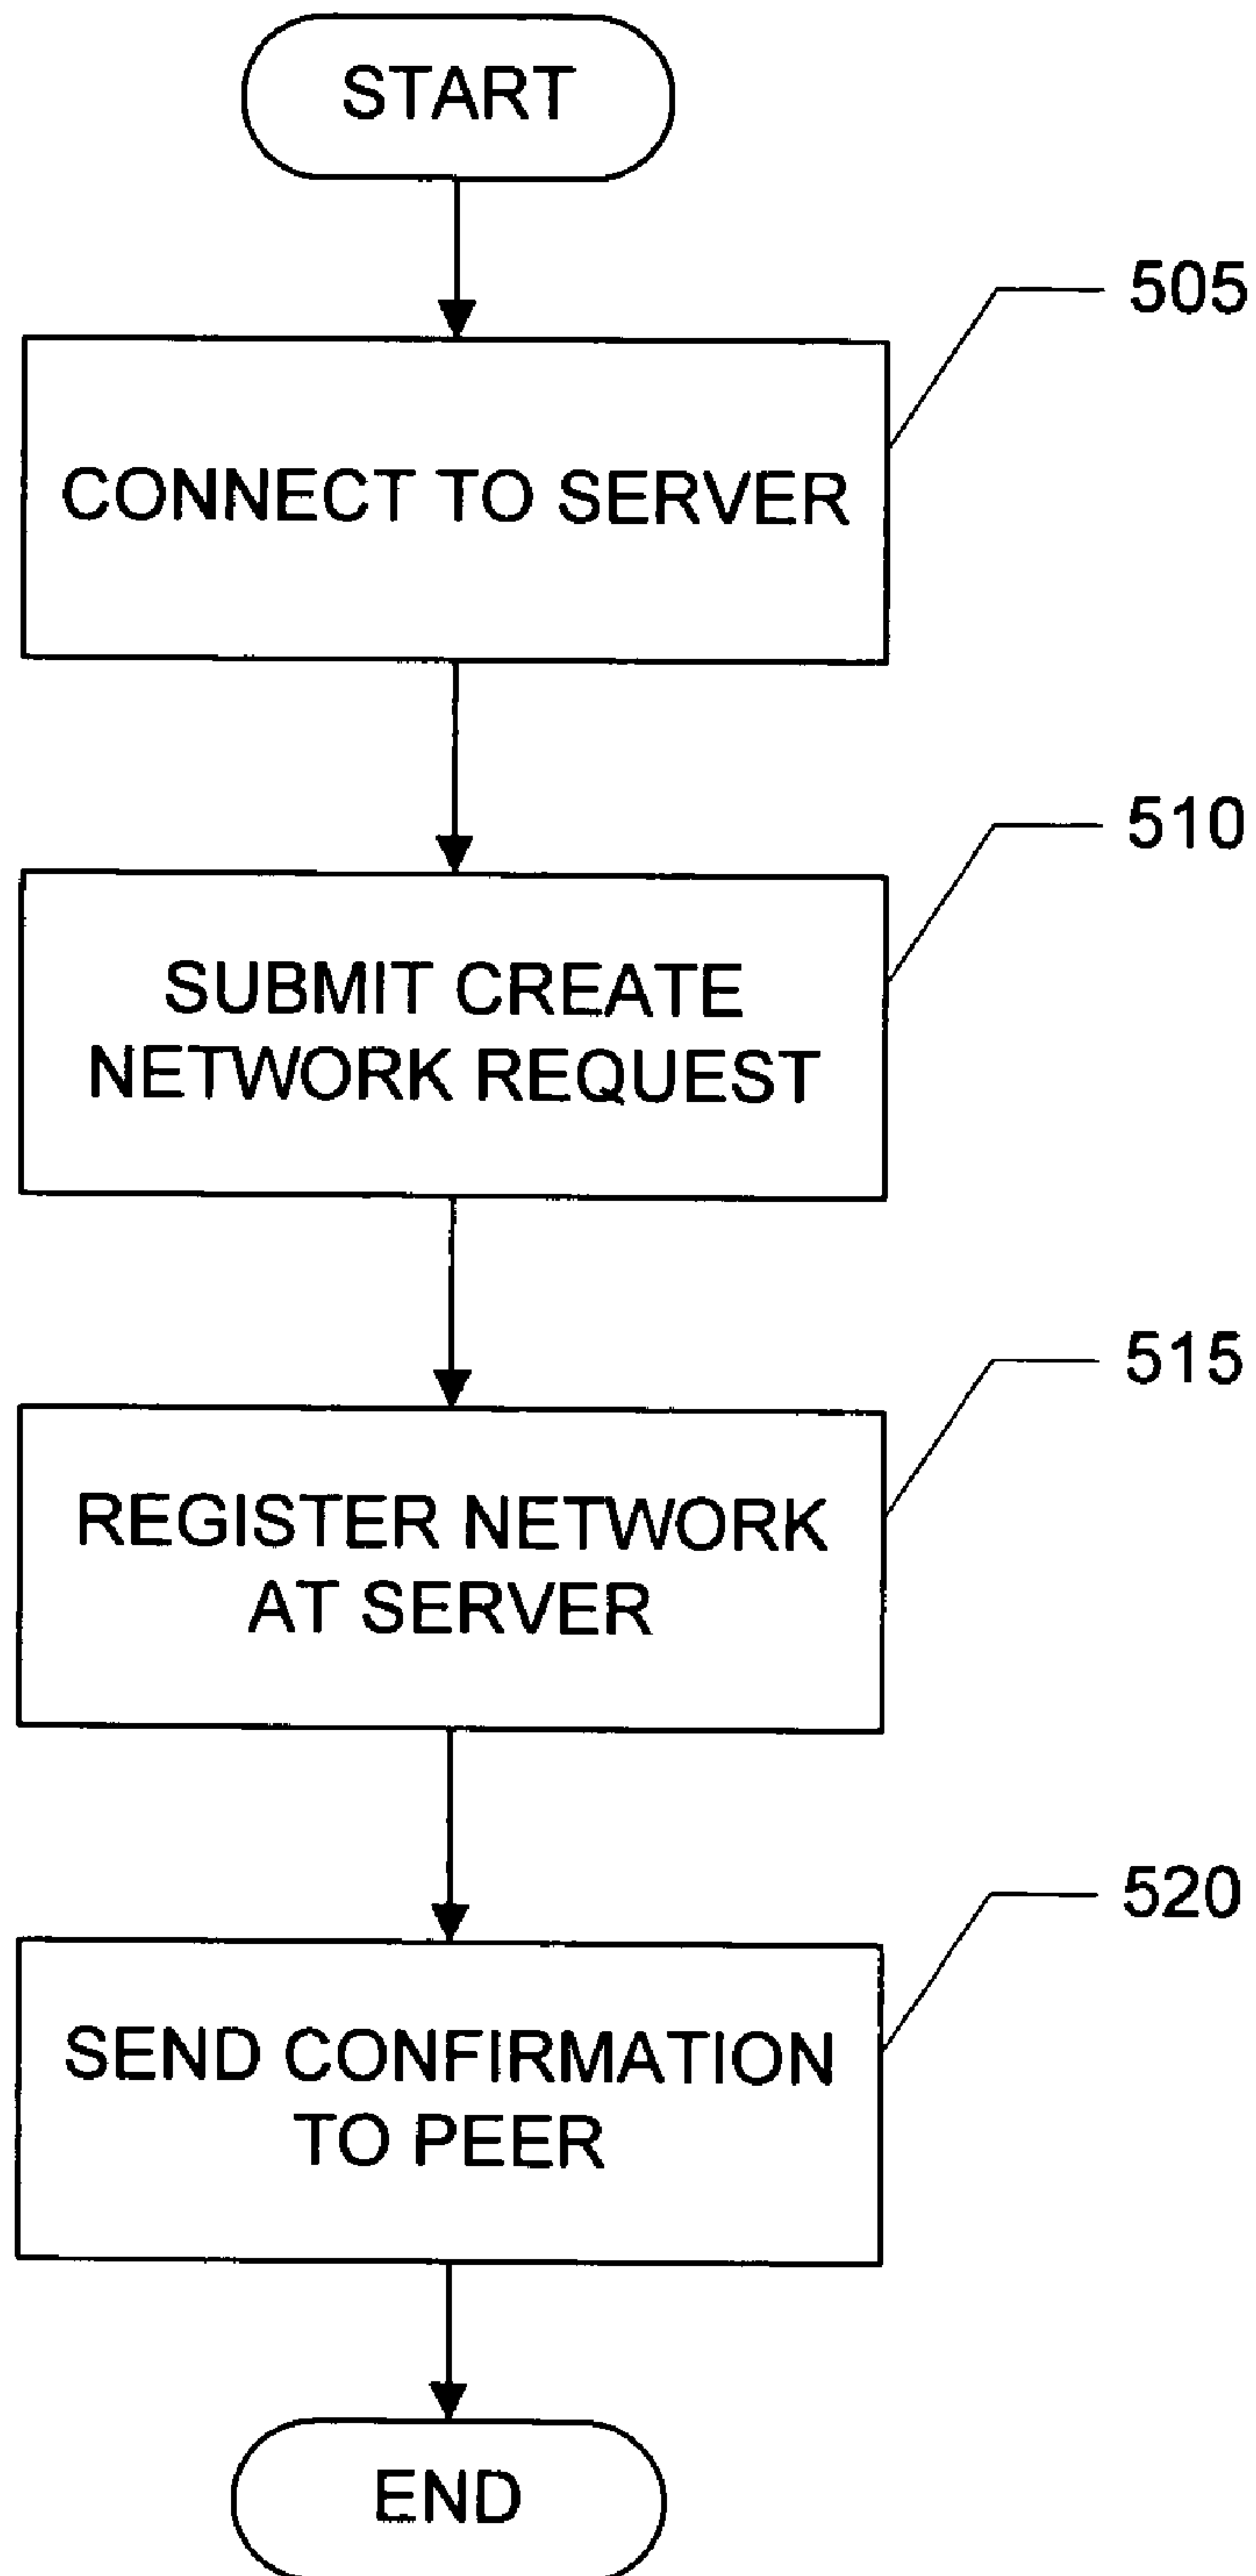 START
505
CONNECT TO SERVER
510
SUBMIT CREATE
NETWORK REQUEST
515
REGISTER NETWORK
AT SERVER
520
SEND CONFIRMATION
TO PEER
END